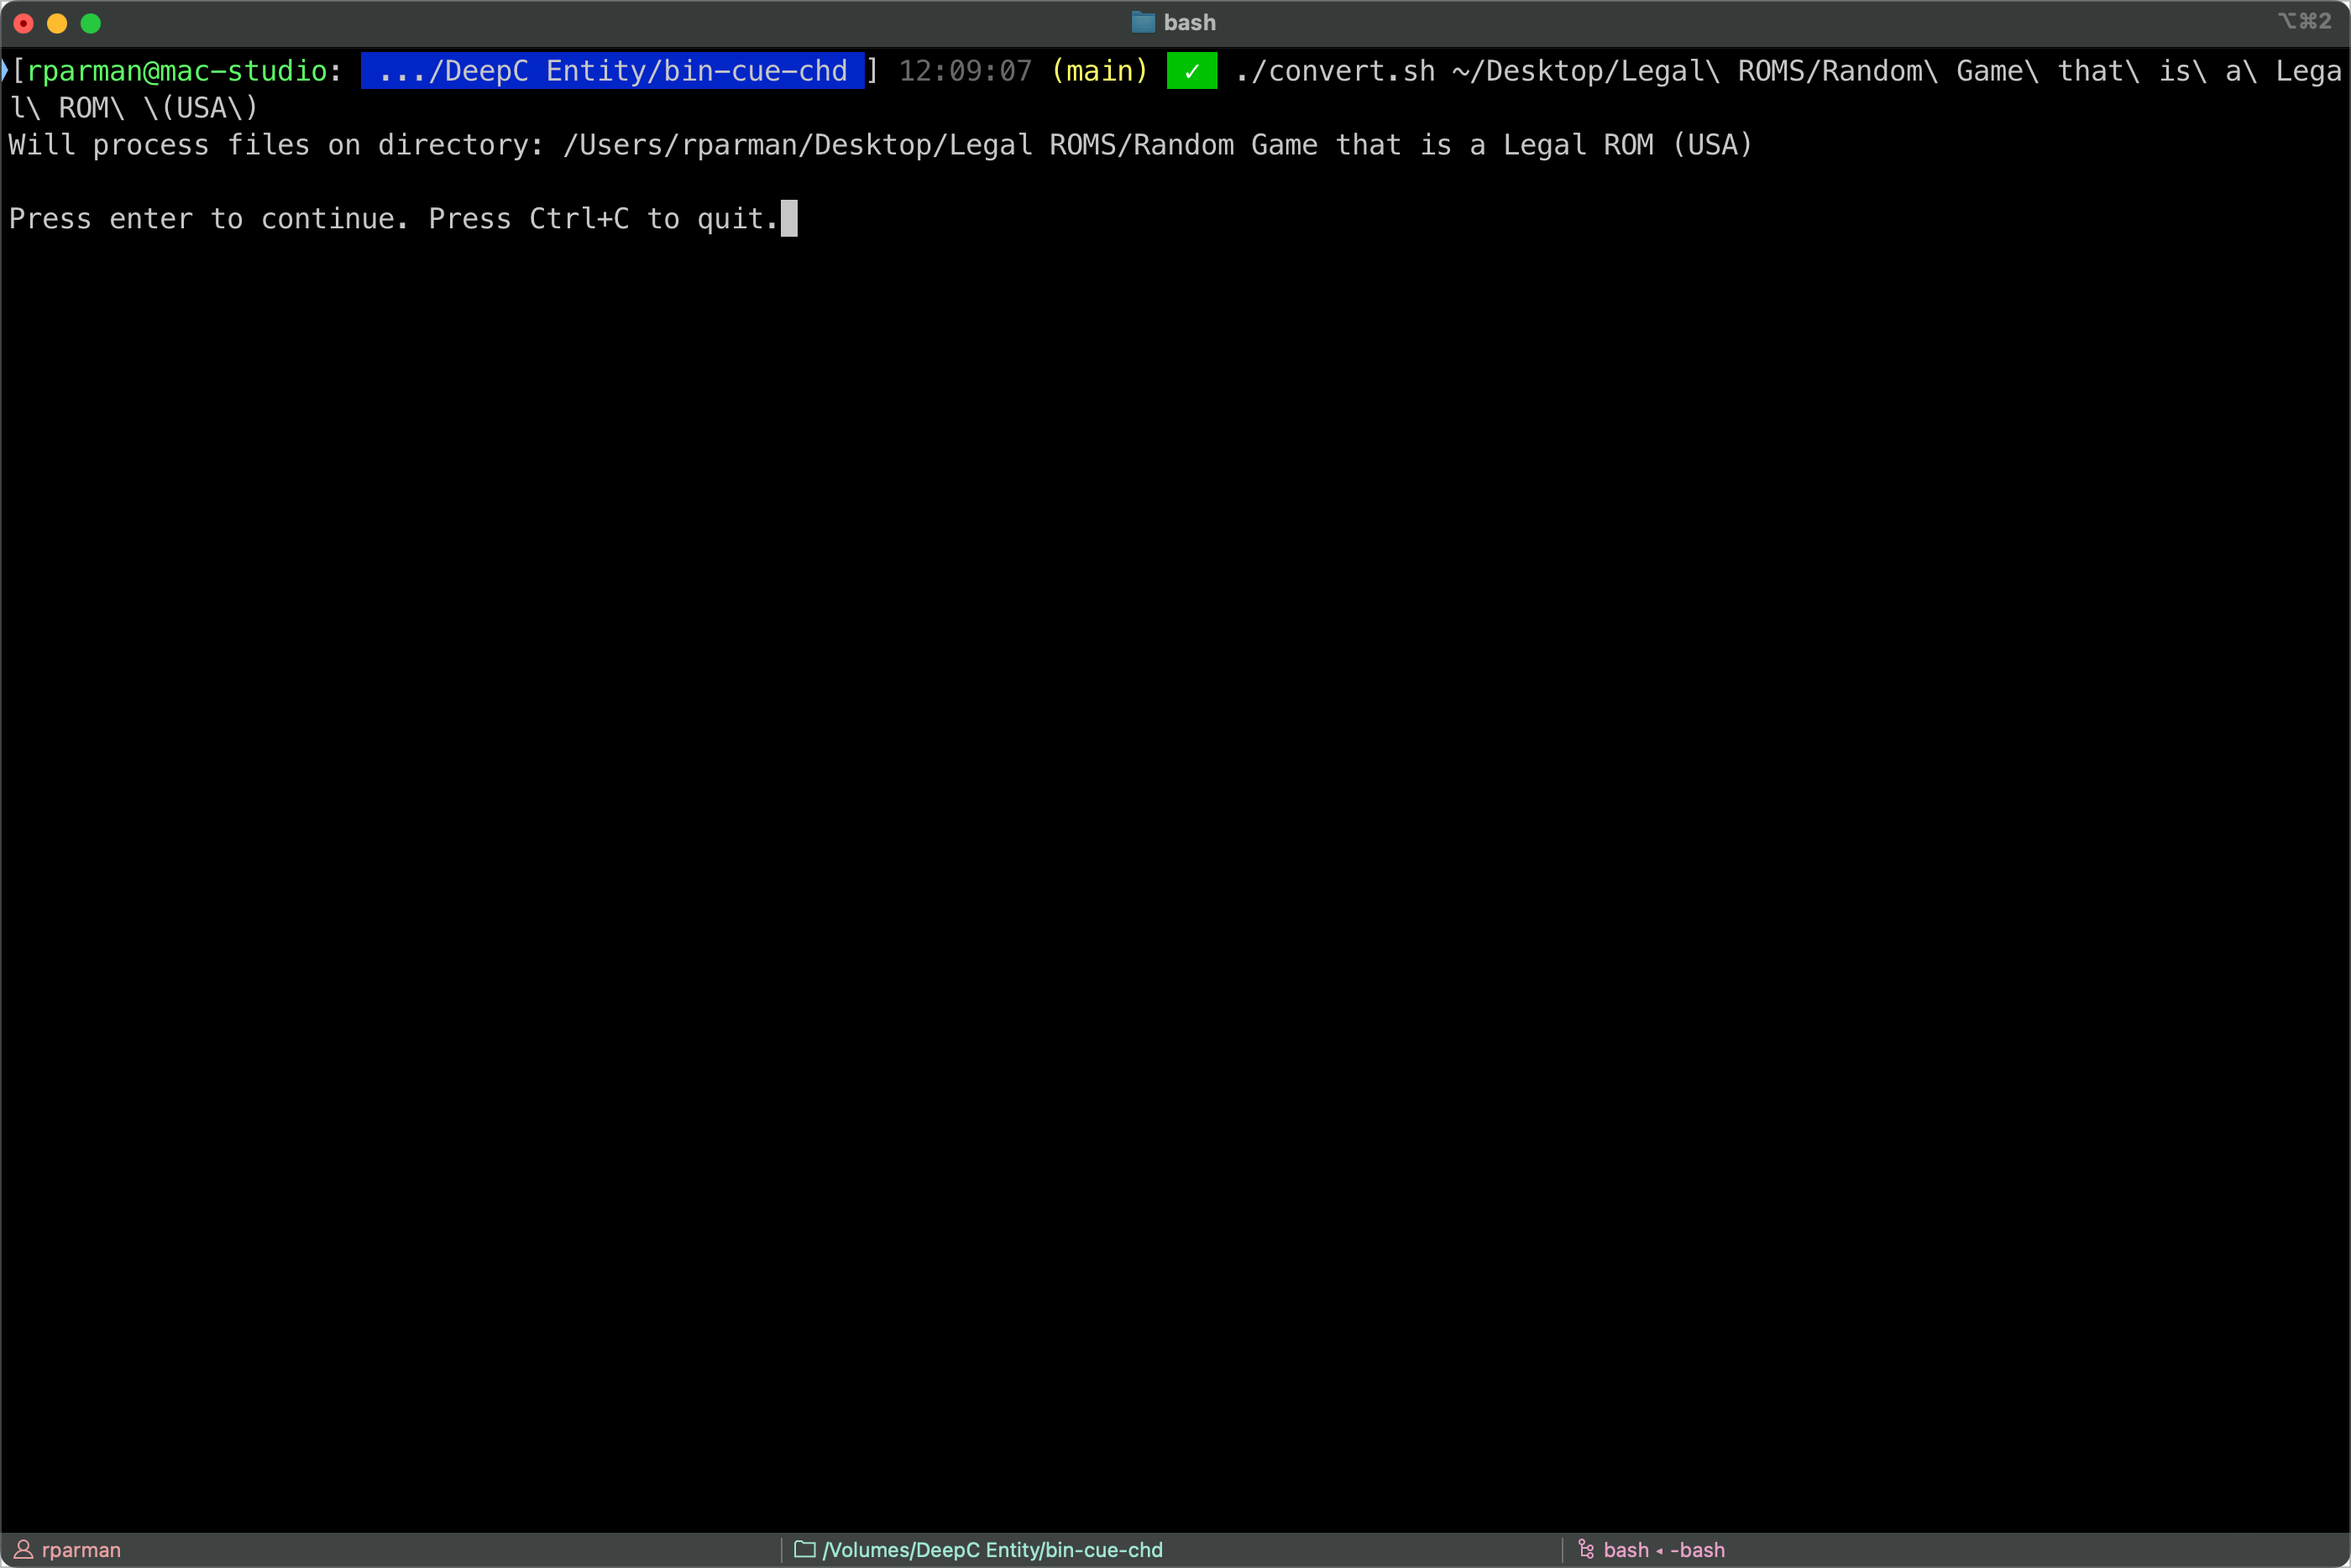 bash
⌥⌘2
[rparman@mac-studio: .../DeepC Entity/bin-cue-chd ] 12:09:07 (main) ✓ ./convert.sh ~/Desktop/Legal\ ROMS/Random\ Game\ that\ is\ a\ Lega
l\ ROM\ \(USA\)
Will process files on directory: /Users/rparman/Desktop/Legal ROMS/Random Game that is a Legal ROM (USA)
Press enter to continue. Press Ctrl+C to quit.
rparman
/Volumes/DeepC Entity/bin-cue-chd
bash ◂ -bash